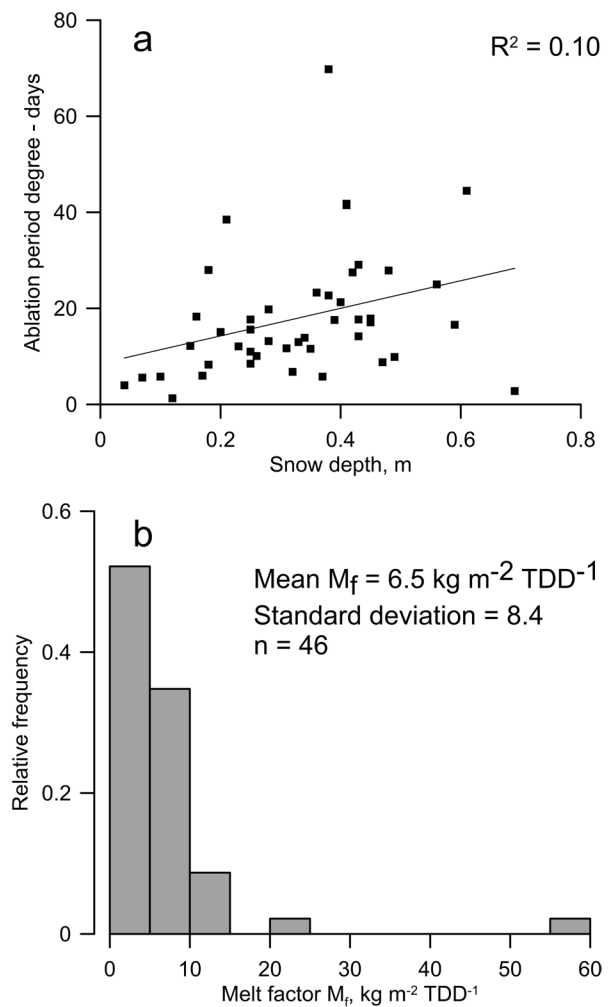 a
R² = 0.10
Ablation period degree - days
80
60
40
20
0
0 0.2 0.4 0.6 0.8
Snow depth, m
b
Mean Mf = 6.5 kg m⁻² TDD⁻¹
Standard deviation = 8.4
n = 46
Relative frequency
0.6
0.4
0.2
0
0 10 20 30 40 50 60
Melt factor Mf, kg m⁻² TDD⁻¹